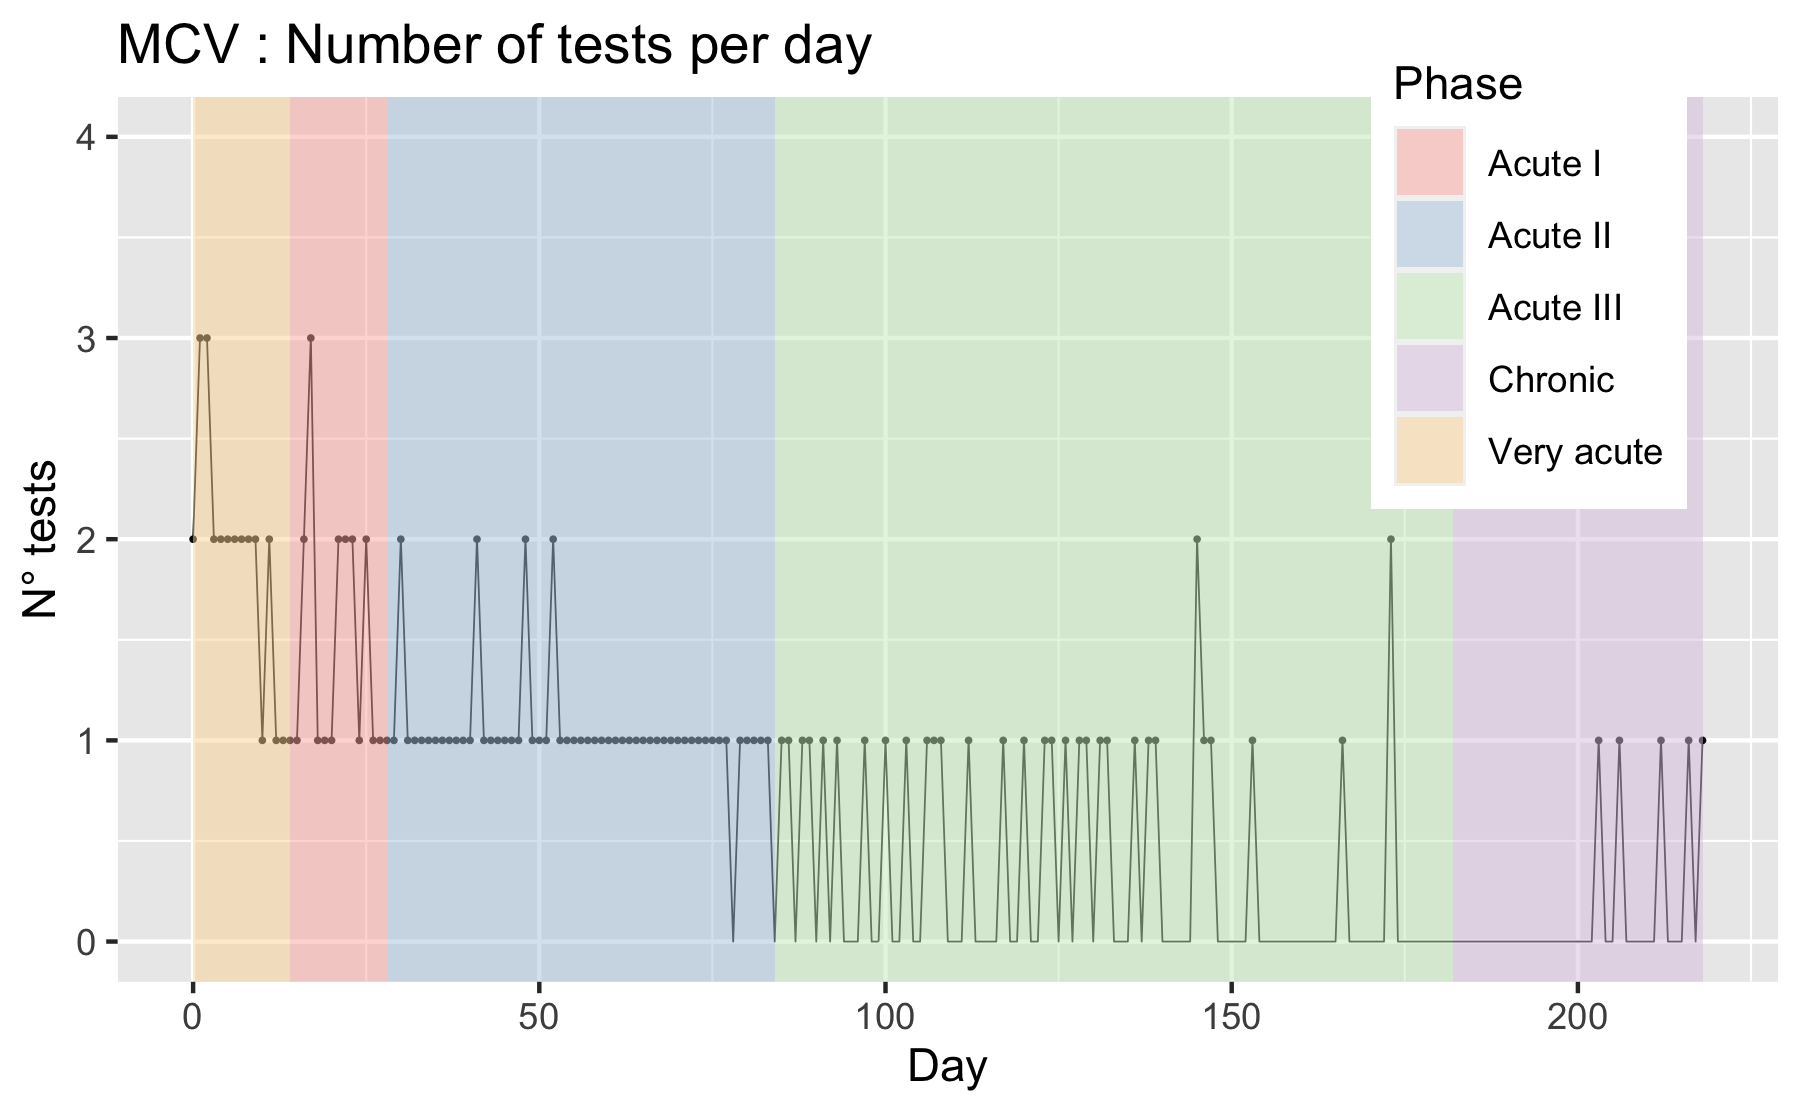 MCV : Number of tests per day
Phase
Acute I
Acute II
Acute III
Chronic
Very acute
N° tests
4
3
2
1
0
0 50 100 150 200
Day